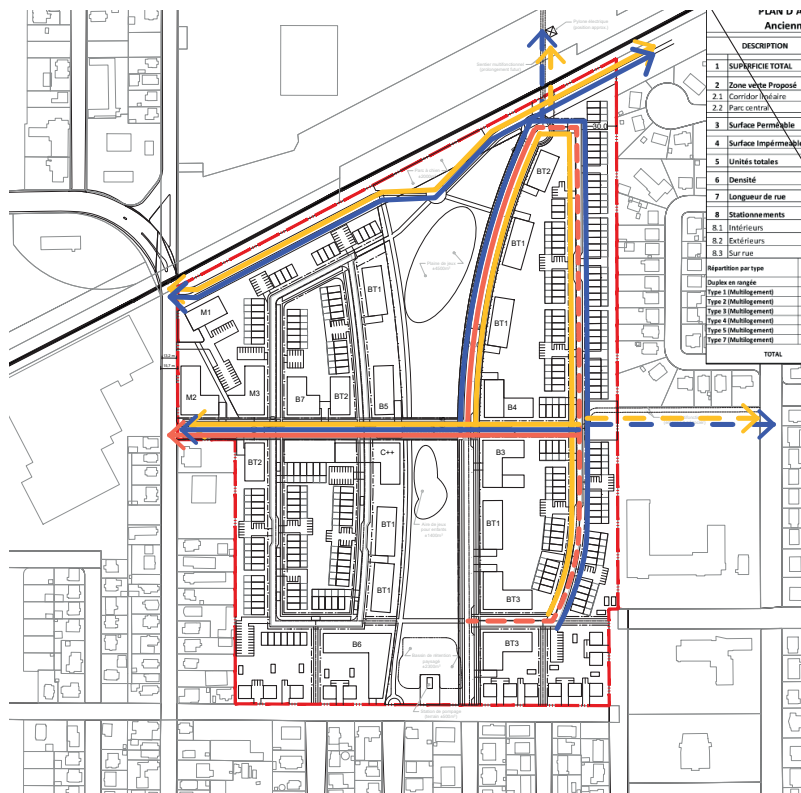 PLAN D'A
Ancienn
DESCRIPTION
1 SUPERFICIE TOTAL
2 Zone verte Proposé
2.1 Corridor linéaire
2.2 Parc central
3 Surface Perméable
4 Surface Imperméable
5 Unités totales
6 Densité
7 Longueur de rue
8 Stationnements
8.1 Intérieurs
8.2 Extérieurs
8.3 Sur rue
Répartition par type
Duplex en rangée
Type 1 (Multilogement)
Type 2 (Multilogement)
Type 3 (Multilogement)
Type 4 (Multilogement)
Type 5 (Multilogement)
Type 7 (Multilogement)
TOTAL
30.0
BT2
BT1
BT1
BT1
M1
M2
M3
B7
BT2
B5
B4
BT2
C++
B3
BT1
BT1
BT1
BT3
B6
BT3